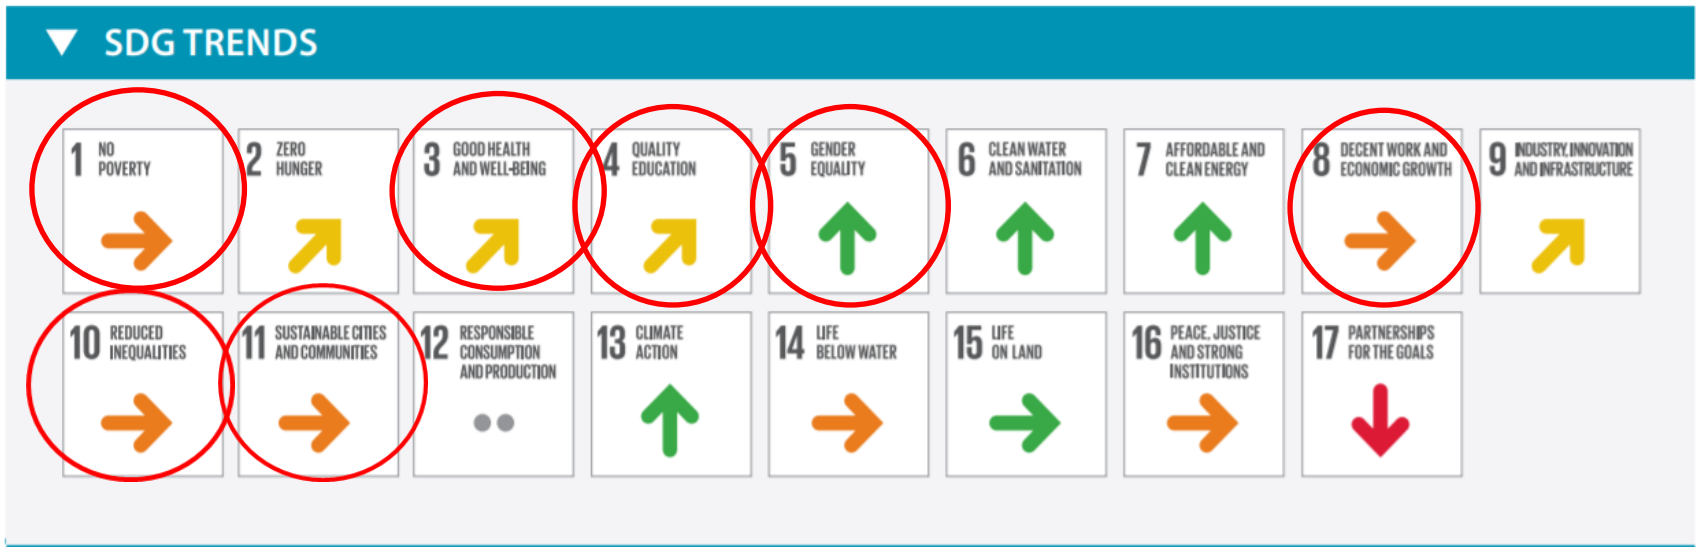 SDG TRENDS
1 NO
POVERTY
2 ZERO
HUNGER
3 GOOD HEALTH
AND WELL-BEING
4 QUALITY
EDUCATION
5 GENDER
EQUALITY
6 CLEAN WATER
AND SANITATION
7 AFFORDABLE AND
CLEAN ENERGY
8 DECENT WORK AND
ECONOMIC GROWTH
9 INDUSTRY, INNOVATION
AND INFRASTRUCTURE
10 REDUCED
INEQUALITIES
11 SUSTAINABLE CITIES
AND COMMUNITIES
12 RESPONSIBLE
CONSUMPTION
AND PRODUCTION
13 CLIMATE
ACTION
14 LIFE
BELOW WATER
15 LIFE
ON LAND
16 PEACE, JUSTICE
AND STRONG
INSTITUTIONS
17 PARTNERSHIPS
FOR THE GOALS